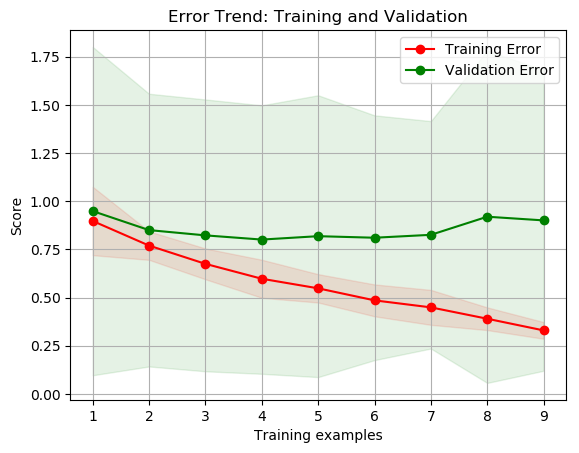 Error Trend: Training and Validation
Training Error
Validation Error
1.75
1.50
1.25
1.00
0.75
0.50
0.25
0.00
Score
1 2 3 4 5 6 7 8 9
Training examples